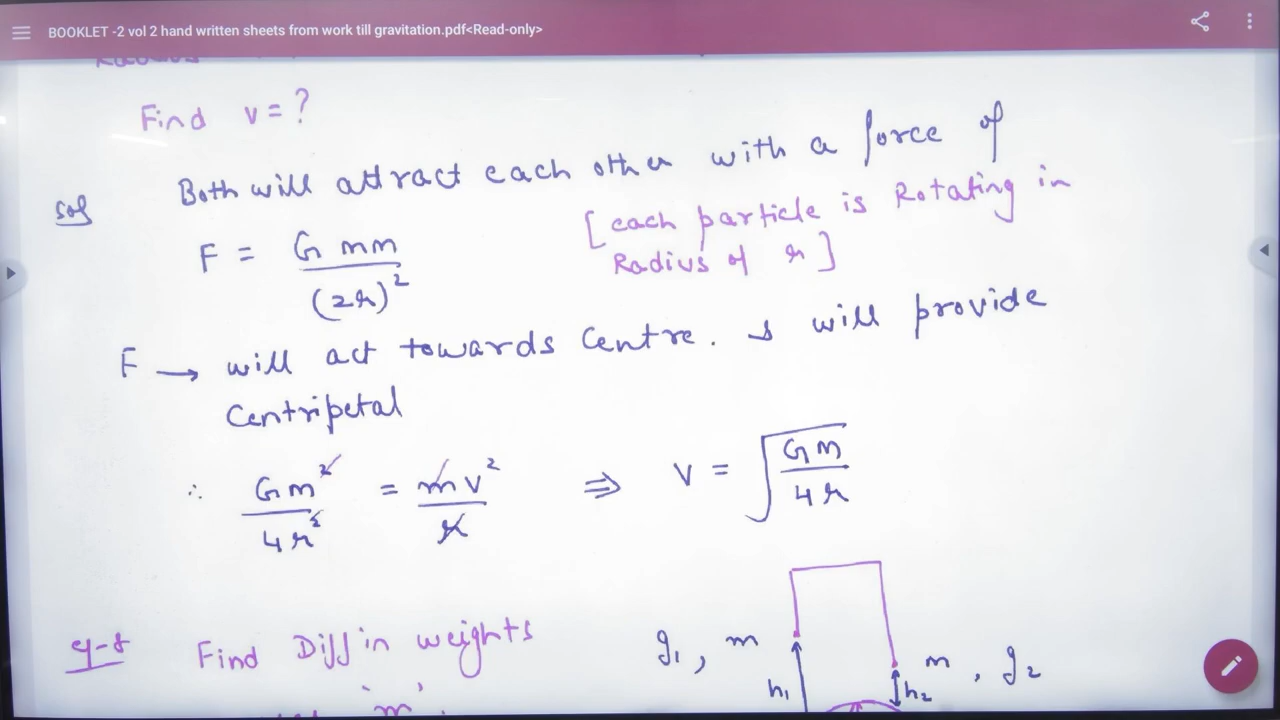 BOOKLET -2 vol 2 hand written sheets from work till gravitation.pdf<Read-only>
Find v = ?
Sol Both will attract each other with a force of
F = G mm / (2r)² [each particle is Rotating in
Radius of r]
F → will act towards Centre. & will provide
Centripetal
∴ Gm² / 4r² = mv² / r ⇒ v = √(Gm / 4r)
eg-8 Find Diff in weights
g₁, m m, g₂
h₁ h₂
'm'